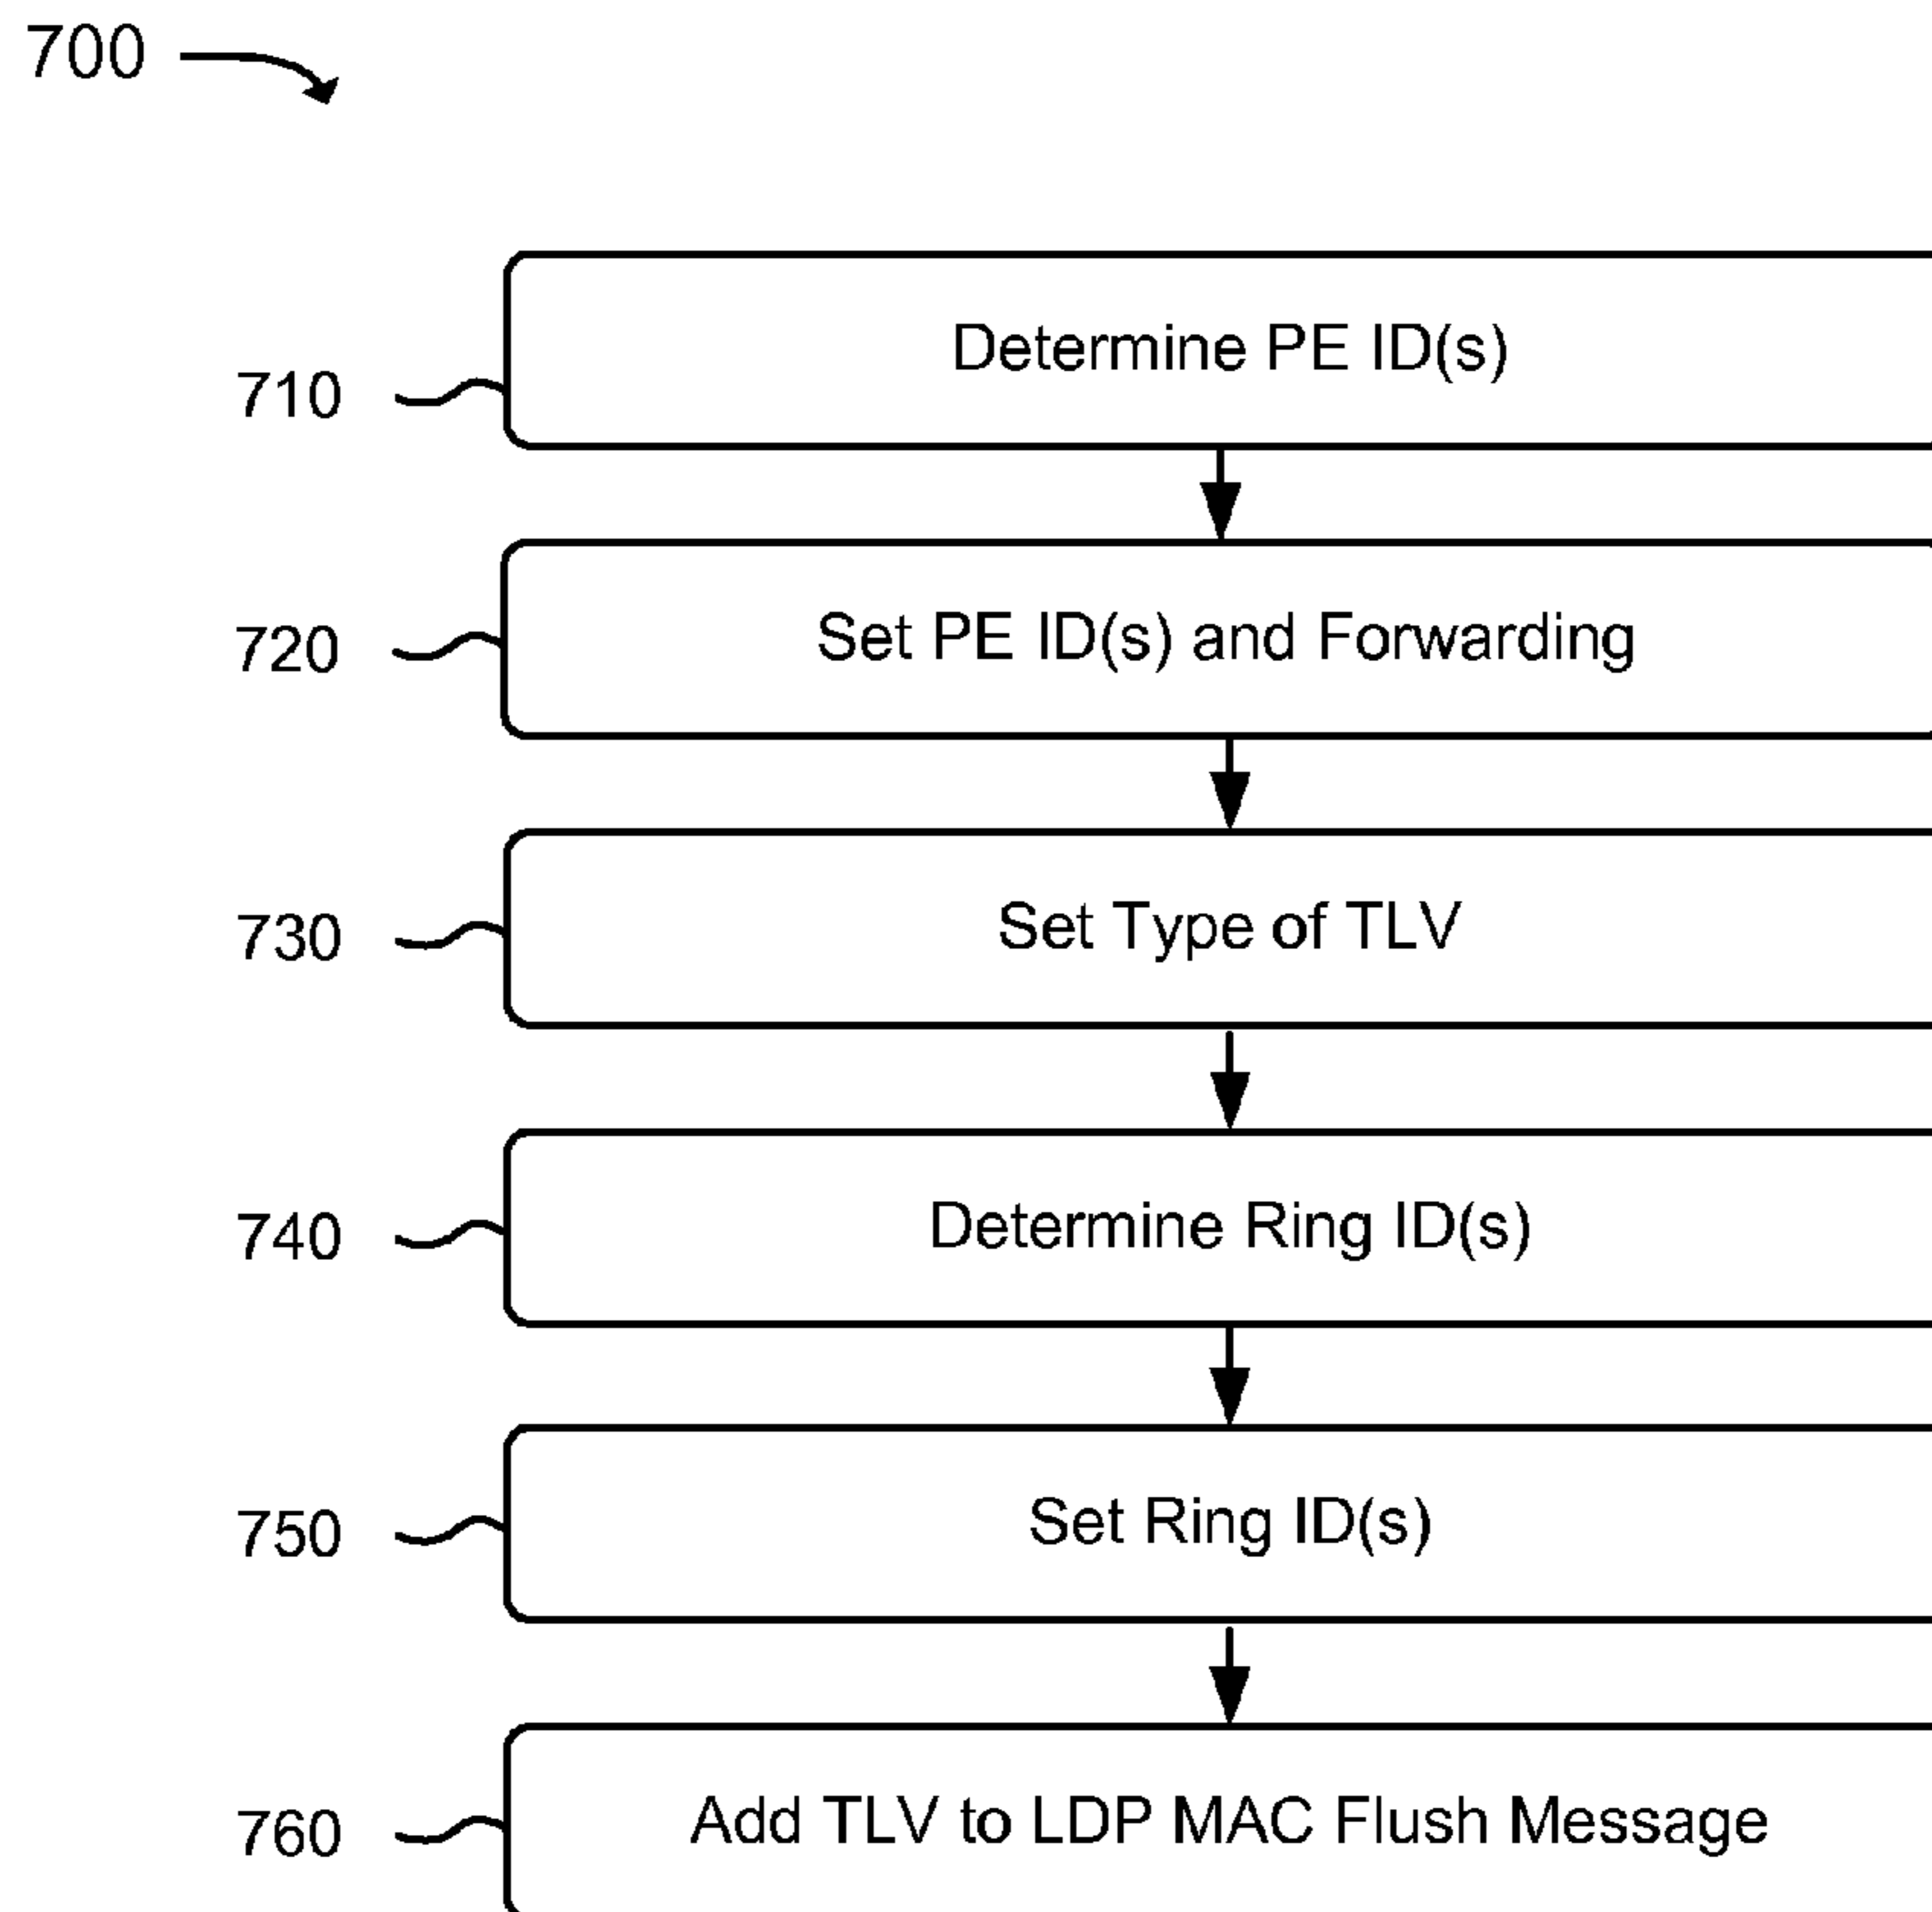 700
Determine PE ID(s)
710
Set PE ID(s) and Forwarding
720
Set Type of TLV
730
Determine Ring ID(s)
740
Set Ring ID(s)
750
Add TLV to LDP MAC Flush Message
760